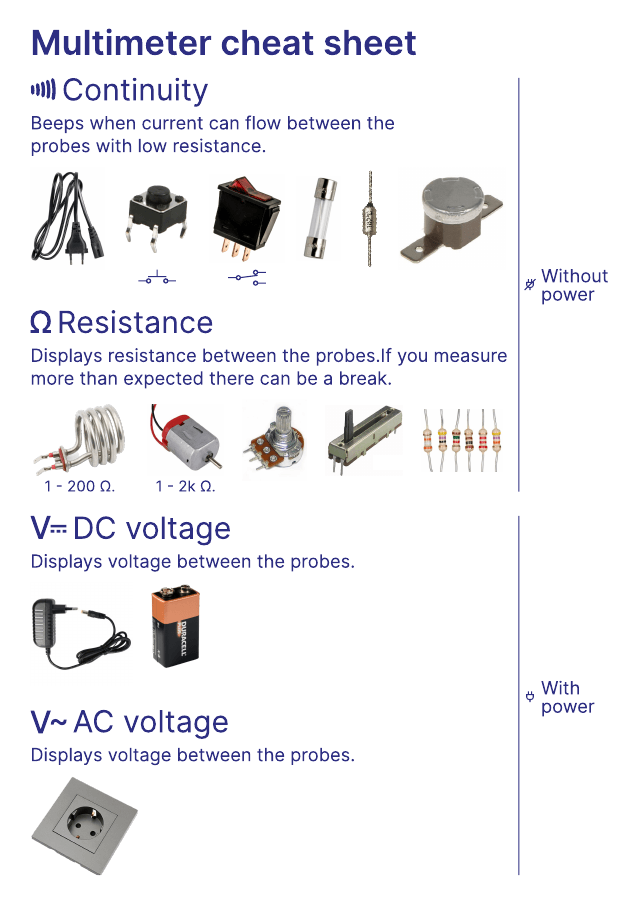 Multimeter cheat sheet
Continuity
Beeps when current can flow between the
probes with low resistance.
Without
power
Ω Resistance
Displays resistance between the probes.If you measure
more than expected there can be a break.
1 - 200 Ω.
1 - 2k Ω.
V⎓ DC voltage
Displays voltage between the probes.
DURACELL
With
power
V~ AC voltage
Displays voltage between the probes.